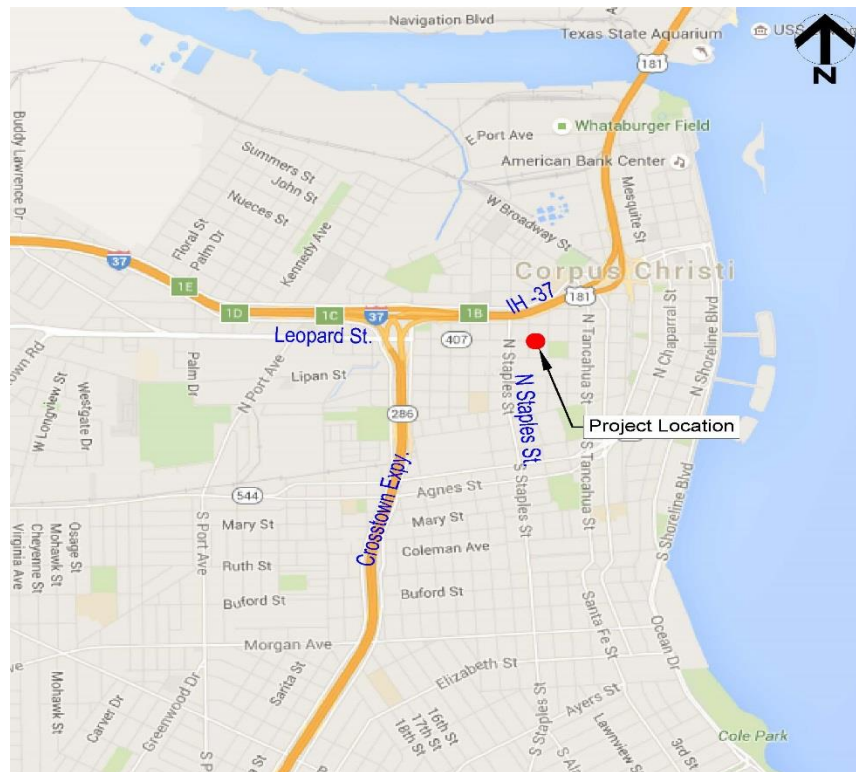 Navigation Blvd
Texas State Aquarium
USS
N
181
Buddy Lawrence Dr
E Port Ave
Whataburger Field
American Bank Center
Summers St
John St
Nueces St
Kennedy Ave
W Broadway St
Mesquite St
Floral St
Palm Dr
37
1E
Corpus Christi
IH -37
181
1D
1C
37
1B
Leopard St.
407
N Staples St
N Tancahua St
N Chaparral St
N Shoreline Blvd
own Rd
W Longview St
Westgate Dr
Palm Dr
N Port Ave
Lipan St
286
N Staples St.
Project Location
S Tancahua St
544
Agnes St
S Staples St
S Shoreline Blvd
Crosstown Expy.
Virginia Ave
Cheyenne St
Mohawk St
Osage St
S Port Ave
Mary St
Mary St
Ruth St
Coleman Ave
Buford St
Buford St
Santa Fe St
Ocean Dr
Morgan Ave
Elizabeth St
Mohawk St
Carver Dr
Greenwood Dr
S P
Sarita St
16th St
17th St
18th St
S Staples St
Ayers St
S Al
Lawnview St
3rd St
Cole Park